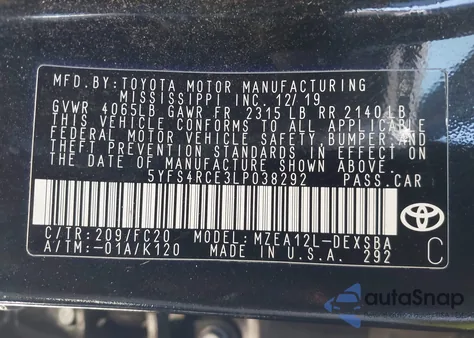 MFD.BY: TOYOTA MOTOR MANUFACTURING
MISSISSIPPI INC. 12/19
GVWR 4065LB GAWR FR 2315 LB RR 2140 LB
THIS VEHICLE CONFORMS TO ALL APPLICABLE
FEDERAL MOTOR VEHICLE SAFETY, BUMPER, AND
THEFT PREVENTION STANDARDS IN EFFECT ON
THE DATE OF MANUFACTURE SHOWN ABOVE.
5YFS4RCE3LP038292 PASS.CAR
C/TR: 209/FC20 MODEL: MZEA12L-DEXSBA
A/TM: -01A/K120 MADE IN U.S.A. 292
C
autoSnap